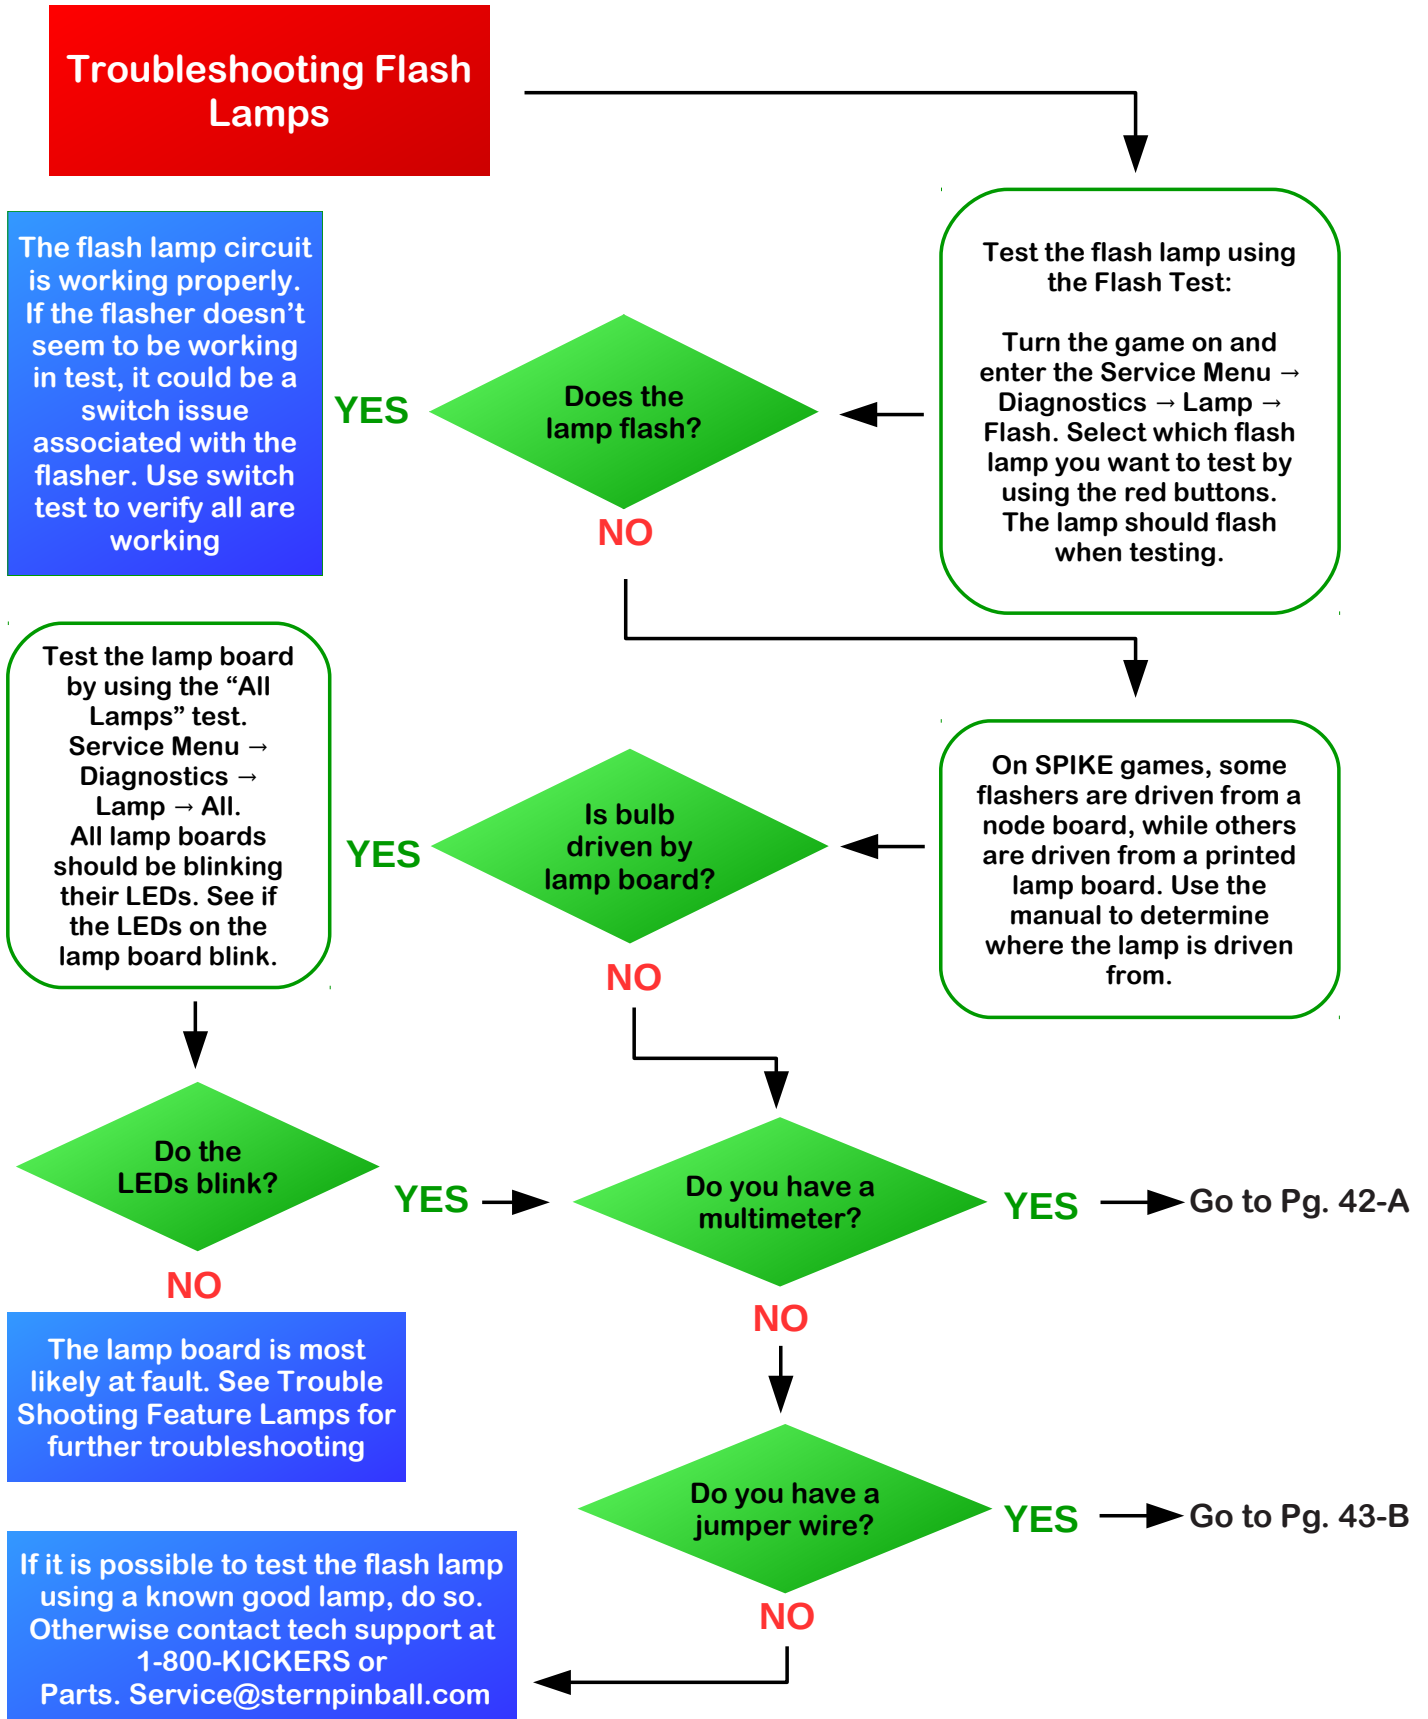 Troubleshooting Flash
Lamps
Test the flash lamp using
the Flash Test:
Turn the game on and
enter the Service Menu →
Diagnostics → Lamp →
Flash. Select which flash
lamp you want to test by
using the red buttons.
The lamp should flash
when testing.
Does the
lamp flash?
YES
The flash lamp circuit
is working properly.
If the flasher doesn’t
seem to be working
in test, it could be a
switch issue
associated with the
flasher. Use switch
test to verify all are
working
NO
On SPIKE games, some
flashers are driven from a
node board, while others
are driven from a printed
lamp board. Use the
manual to determine
where the lamp is driven
from.
Is bulb
driven by
lamp board?
YES
Test the lamp board
by using the “All
Lamps” test.
Service Menu →
Diagnostics →
Lamp → All.
All lamp boards
should be blinking
their LEDs. See if
the LEDs on the
lamp board blink.
NO
Do the
LEDs blink?
YES
NO
The lamp board is most
likely at fault. See Trouble
Shooting Feature Lamps for
further troubleshooting
Do you have a
multimeter?
YES
Go to Pg. 42-A
NO
Do you have a
jumper wire?
YES
Go to Pg. 43-B
NO
If it is possible to test the flash lamp
using a known good lamp, do so.
Otherwise contact tech support at
1-800-KICKERS or
Parts. Service@sternpinball.com